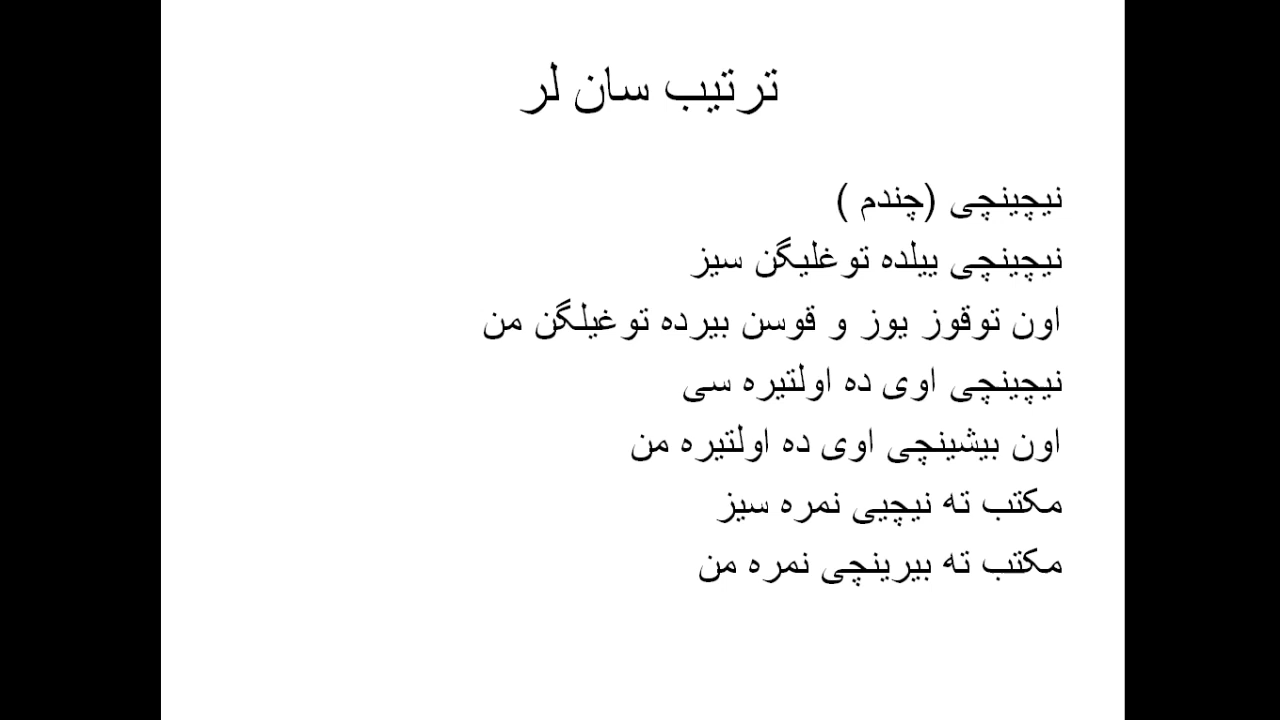 ترتیب سان لر
نیچینچی (چندم )
نیچینچی ییلده توغلیگن سیز
اون توقوز یوز و قوسن بیرده توغیلگن من
نیچینچی اوی ده اولتیره سی
اون بیشینچی اوی ده اولتیره من
مکتب ته نیچیی نمره سیز
مکتب ته بیرینچی نمره من